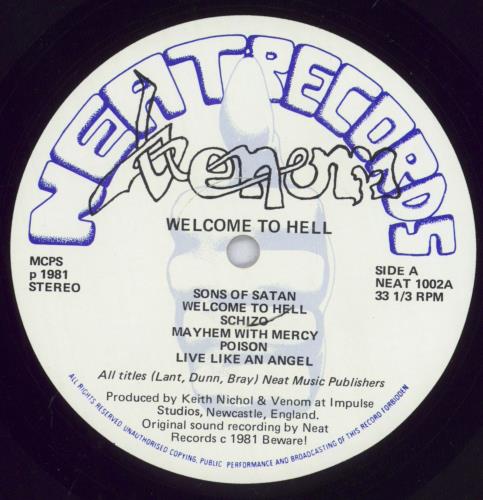 NEAT RECORDS
Venom
WELCOME TO HELL
MCPS
p 1981
STEREO
SIDE A
NEAT 1002A
33 1/3 RPM
SONS OF SATAN
WELCOME TO HELL
SCHIZO
MAYHEM WITH MERCY
POISON
LIVE LIKE AN ANGEL
All titles (Lant, Dunn, Bray) Neat Music Publishers
Produced by Keith Nichol & Venom at Impulse
Studios, Newcastle, England.
Original sound recording by Neat
Records c 1981 Beware!
ALL RIGHTS RESERVED. UNAUTHORISED COPYING, PUBLIC PERFORMANCE AND BROADCASTING OF THIS RECORD FORBIDDEN